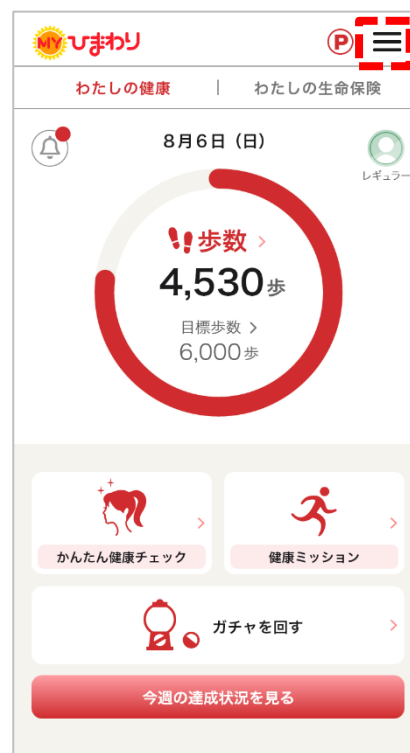 MYひまわり
P
わたしの健康 | わたしの生命保険
8月6日（日）
レギュラー
歩数
4,530歩
目標歩数
6,000歩
かんたん健康チェック
健康ミッション
ガチャを回す
今週の達成状況を見る